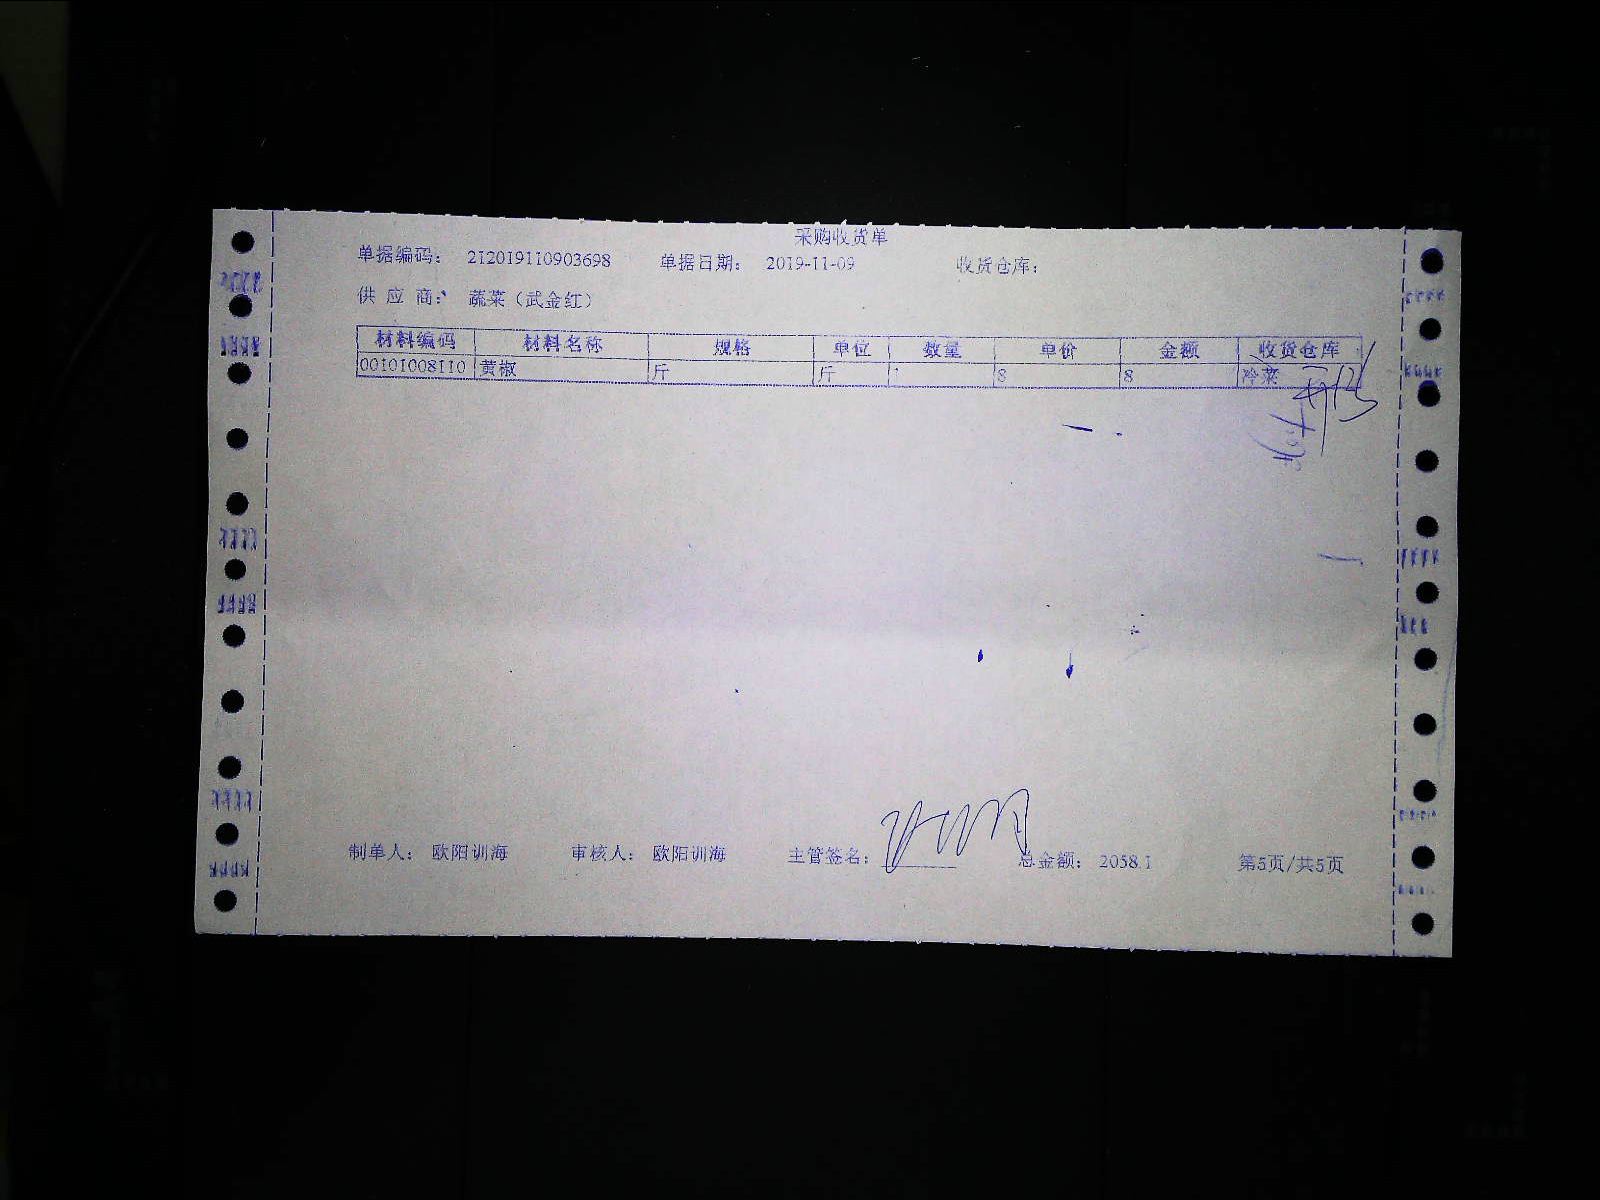 采购收货单
单据编码： 212019110903698 单据日期： 2019-11-09 收货仓库：
供 应 商： 蔬菜（武金红）
材料编码 材料名称 规格 单位 数量 单价 金额 收货仓库
00101008110 黄椒 斤 斤 1 8 8 冷菜
制单人： 欧阳训海 审核人： 欧阳训海 主管签名： 总金额： 2058.1 第5页/共5页